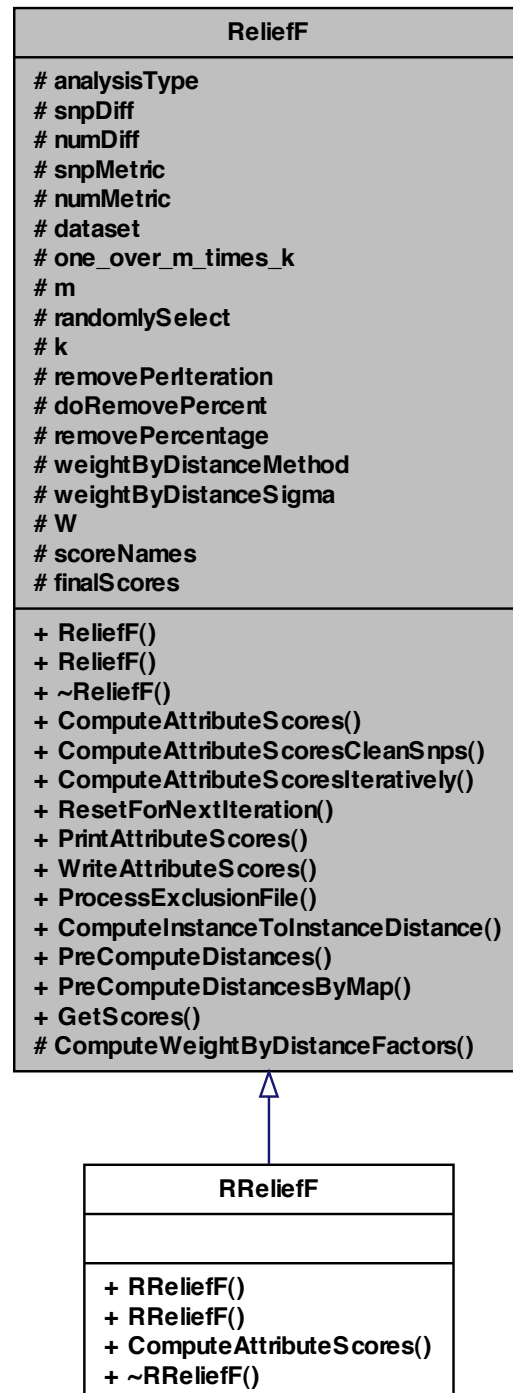 ReliefF
# analysisType
# snpDiff
# numDiff
# snpMetric
# numMetric
# dataset
# one_over_m_times_k
# m
# randomlySelect
# k
# removePerIteration
# doRemovePercent
# removePercentage
# weightByDistanceMethod
# weightByDistanceSigma
# W
# scoreNames
# finalScores
+ ReliefF()
+ ReliefF()
+ ~ReliefF()
+ ComputeAttributeScores()
+ ComputeAttributeScoresCleanSnps()
+ ComputeAttributeScoresIteratively()
+ ResetForNextIteration()
+ PrintAttributeScores()
+ WriteAttributeScores()
+ ProcessExclusionFile()
+ ComputeInstanceToInstanceDistance()
+ PreComputeDistances()
+ PreComputeDistancesByMap()
+ GetScores()
# ComputeWeightByDistanceFactors()
RReliefF
+ RReliefF()
+ RReliefF()
+ ComputeAttributeScores()
+ ~RReliefF()